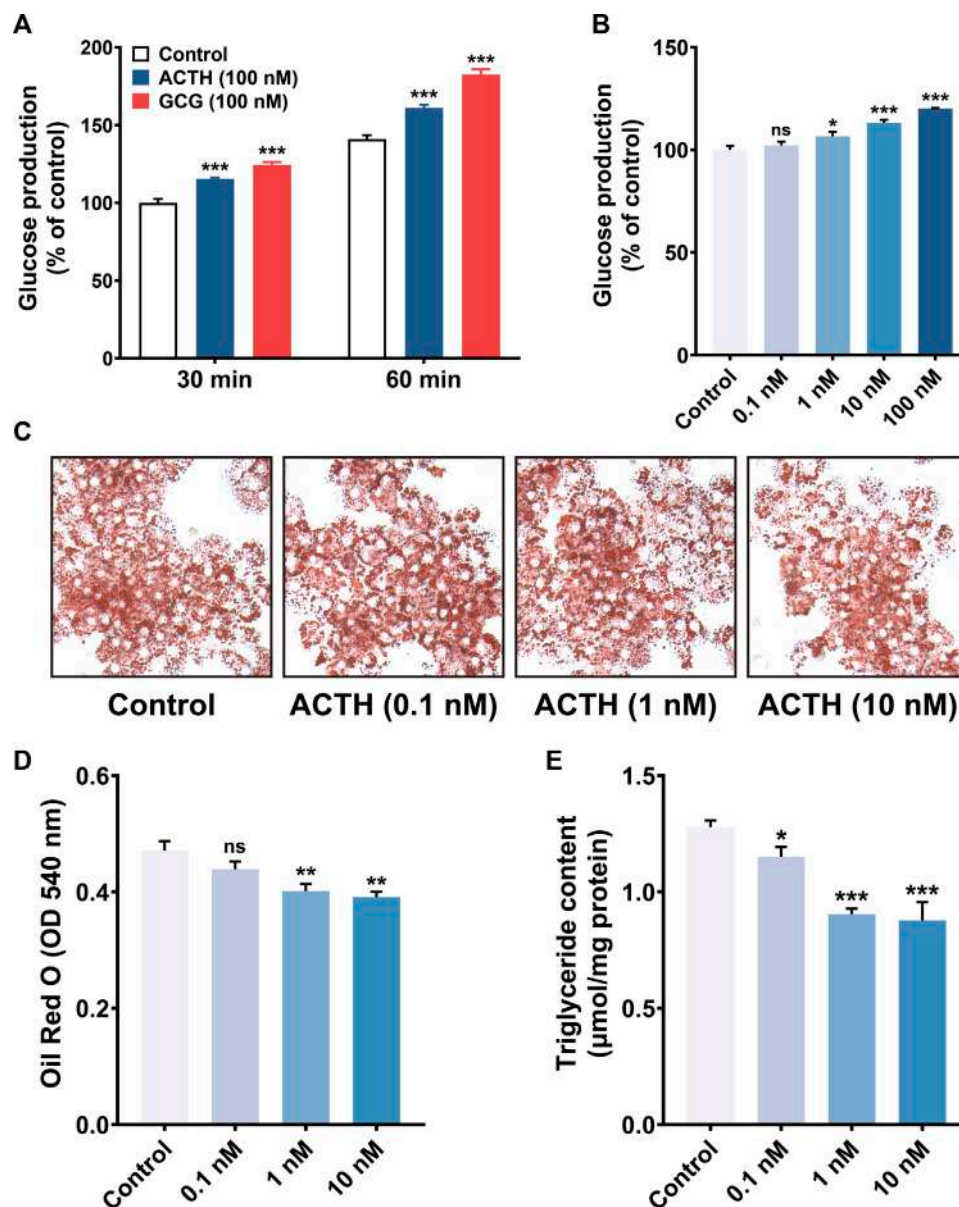 A
Glucose production
(% of control)
200
150
100
50
0
Control
ACTH (100 nM)
GCG (100 nM)
***
***
***
***
30 min
60 min
B
Glucose production
(% of control)
150
100
50
0
ns
*
***
***
Control
0.1 nM
1 nM
10 nM
100 nM
C
Control
ACTH (0.1 nM)
ACTH (1 nM)
ACTH (10 nM)
D
Oil Red O (OD 540 nm)
0.6
0.4
0.2
0.0
ns
**
**
Control
0.1 nM
1 nM
10 nM
E
Triglyceride content
(μmol/mg protein)
1.5
1.0
0.5
0.0
*
***
***
Control
0.1 nM
1 nM
10 nM